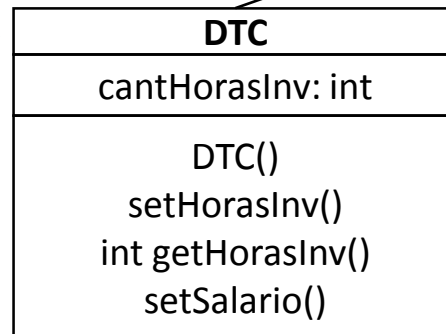 DTC
cantHorasInv: int
DTC()
setHorasInv()
int getHorasInv()
setSalario()